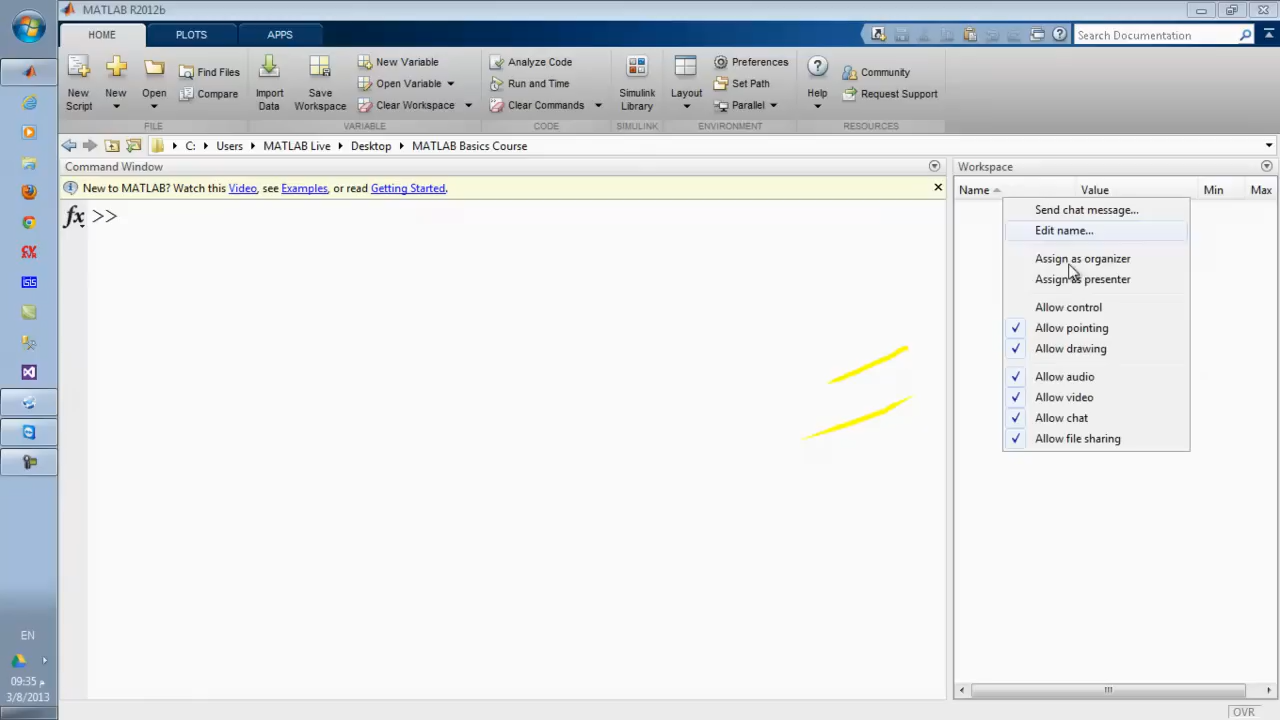 MATLAB R2012b
HOME PLOTS APPS
Search Documentation
New Script
New
Open
Find Files
Compare
FILE
Import Data
Save Workspace
New Variable
Open Variable
Clear Workspace
VARIABLE
Analyze Code
Run and Time
Clear Commands
CODE
Simulink Library
SIMULINK
Layout
Preferences
Set Path
Parallel
ENVIRONMENT
Help
Community
Request Support
RESOURCES
C: Users MATLAB Live Desktop MATLAB Basics Course
Command Window
New to MATLAB? Watch this Video, see Examples, or read Getting Started.
fx >>
Workspace
Name Value Min Max
Send chat message...
Edit name...
Assign as organizer
Assign as presenter
Allow control
Allow pointing
Allow drawing
Allow audio
Allow video
Allow chat
Allow file sharing
EN
09:35 م
3/8/2013
OVR